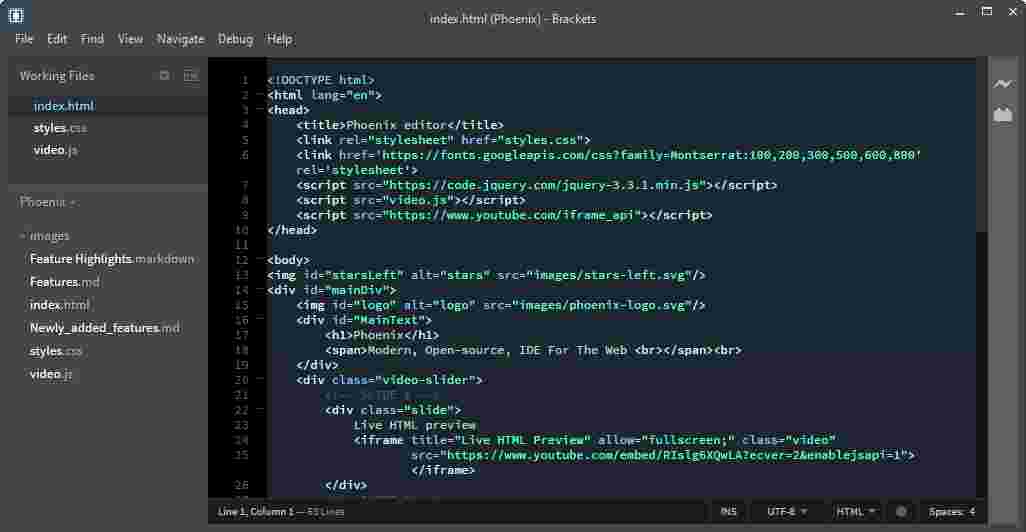 index.html (Phoenix) - Brackets
File Edit Find View Navigate Debug Help
Working Files
index.html
styles.css
video.js
Phoenix
images
Feature Highlights.markdown
Features.md
index.html
Newly_added_features.md
styles.css
video.js
1 <!DOCTYPE html>
2 <html lang="en">
3 <head>
4 <title>Phoenix editor</title>
5 <link rel="stylesheet" href="styles.css">
6 <link href='https://fonts.googleapis.com/css?family=Montserrat:100,200,300,500,600,800'
rel='stylesheet'>
7 <script src="https://code.jquery.com/jquery-3.3.1.min.js"></script>
8 <script src="video.js"></script>
9 <script src="https://www.youtube.com/iframe_api"></script>
10 </head>
11
12 <body>
13 <img id="starsLeft" alt="stars" src="images/stars-left.svg"/>
14 <div id="mainDiv">
15 <img id="logo" alt="logo" src="images/phoenix-logo.svg"/>
16 <div id="MainText">
17 <h1>Phoenix</h1>
18 <span>Modern, Open-source, IDE For The Web <br></span><br>
19 </div>
20 <div class="video-slider">
21 <!-- SLIDE 1 -->
22 <div class="slide">
23 Live HTML preview
24 <iframe title="Live HTML Preview" allow="fullscreen;" class="video"
25 src="https://www.youtube.com/embed/RIslg6XQwLA?ecver=2&enablejsapi=1">
</iframe>
26 </div>
Line 1, Column 1 — 53 Lines
INS UTF-8 HTML Spaces: 4